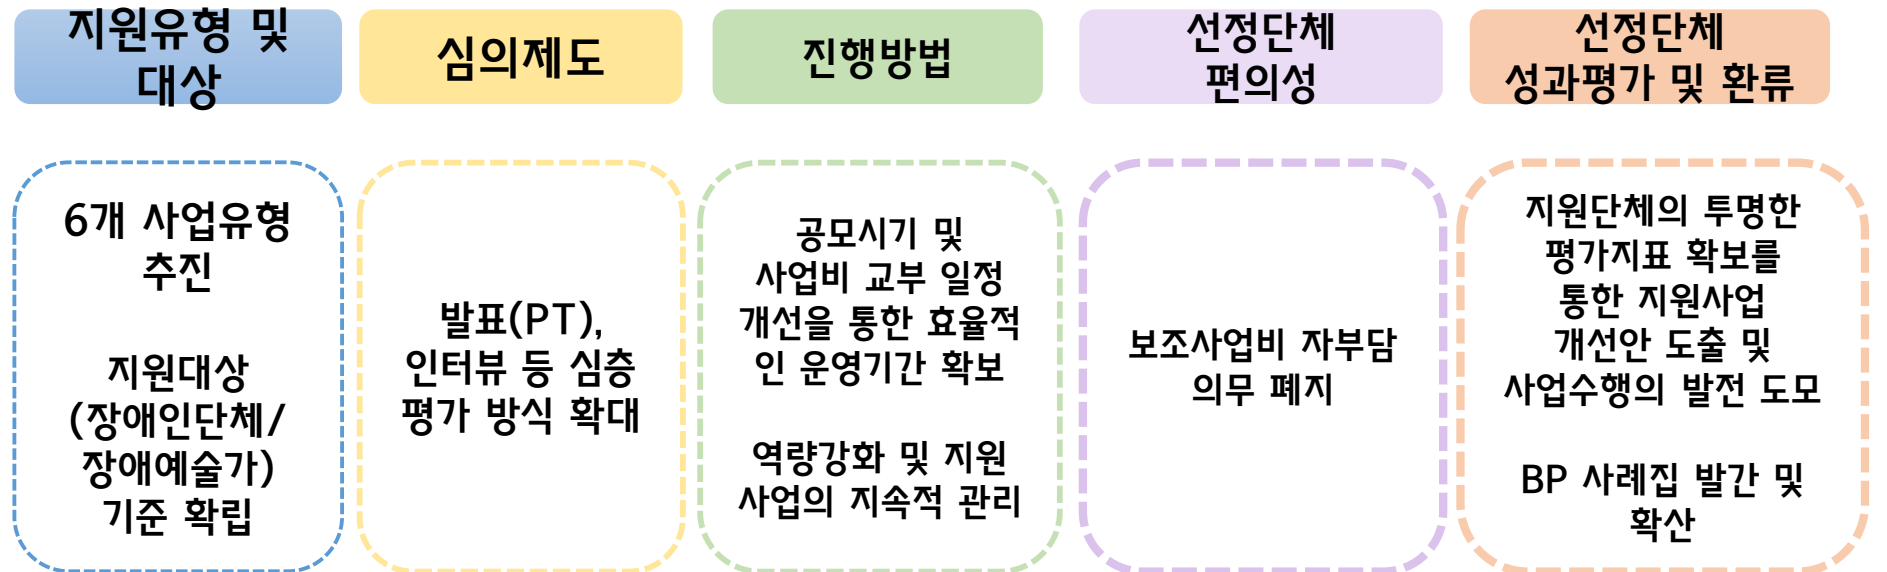 지원유형 및
대상
심의제도
진행방법
선정단체
편의성
선정단체
성과평가 및 환류
6개 사업유형
추진
지원대상
(장애인단체/
장애예술가)
기준 확립
발표(PT),
인터뷰 등 심층
평가 방식 확대
공모시기 및
사업비 교부 일정
개선을 통한 효율적
인 운영기간 확보
역량강화 및 지원
사업의 지속적 관리
보조사업비 자부담
의무 폐지
지원단체의 투명한
평가지표 확보를
통한 지원사업
개선안 도출 및
사업수행의 발전 도모
BP 사례집 발간 및
확산